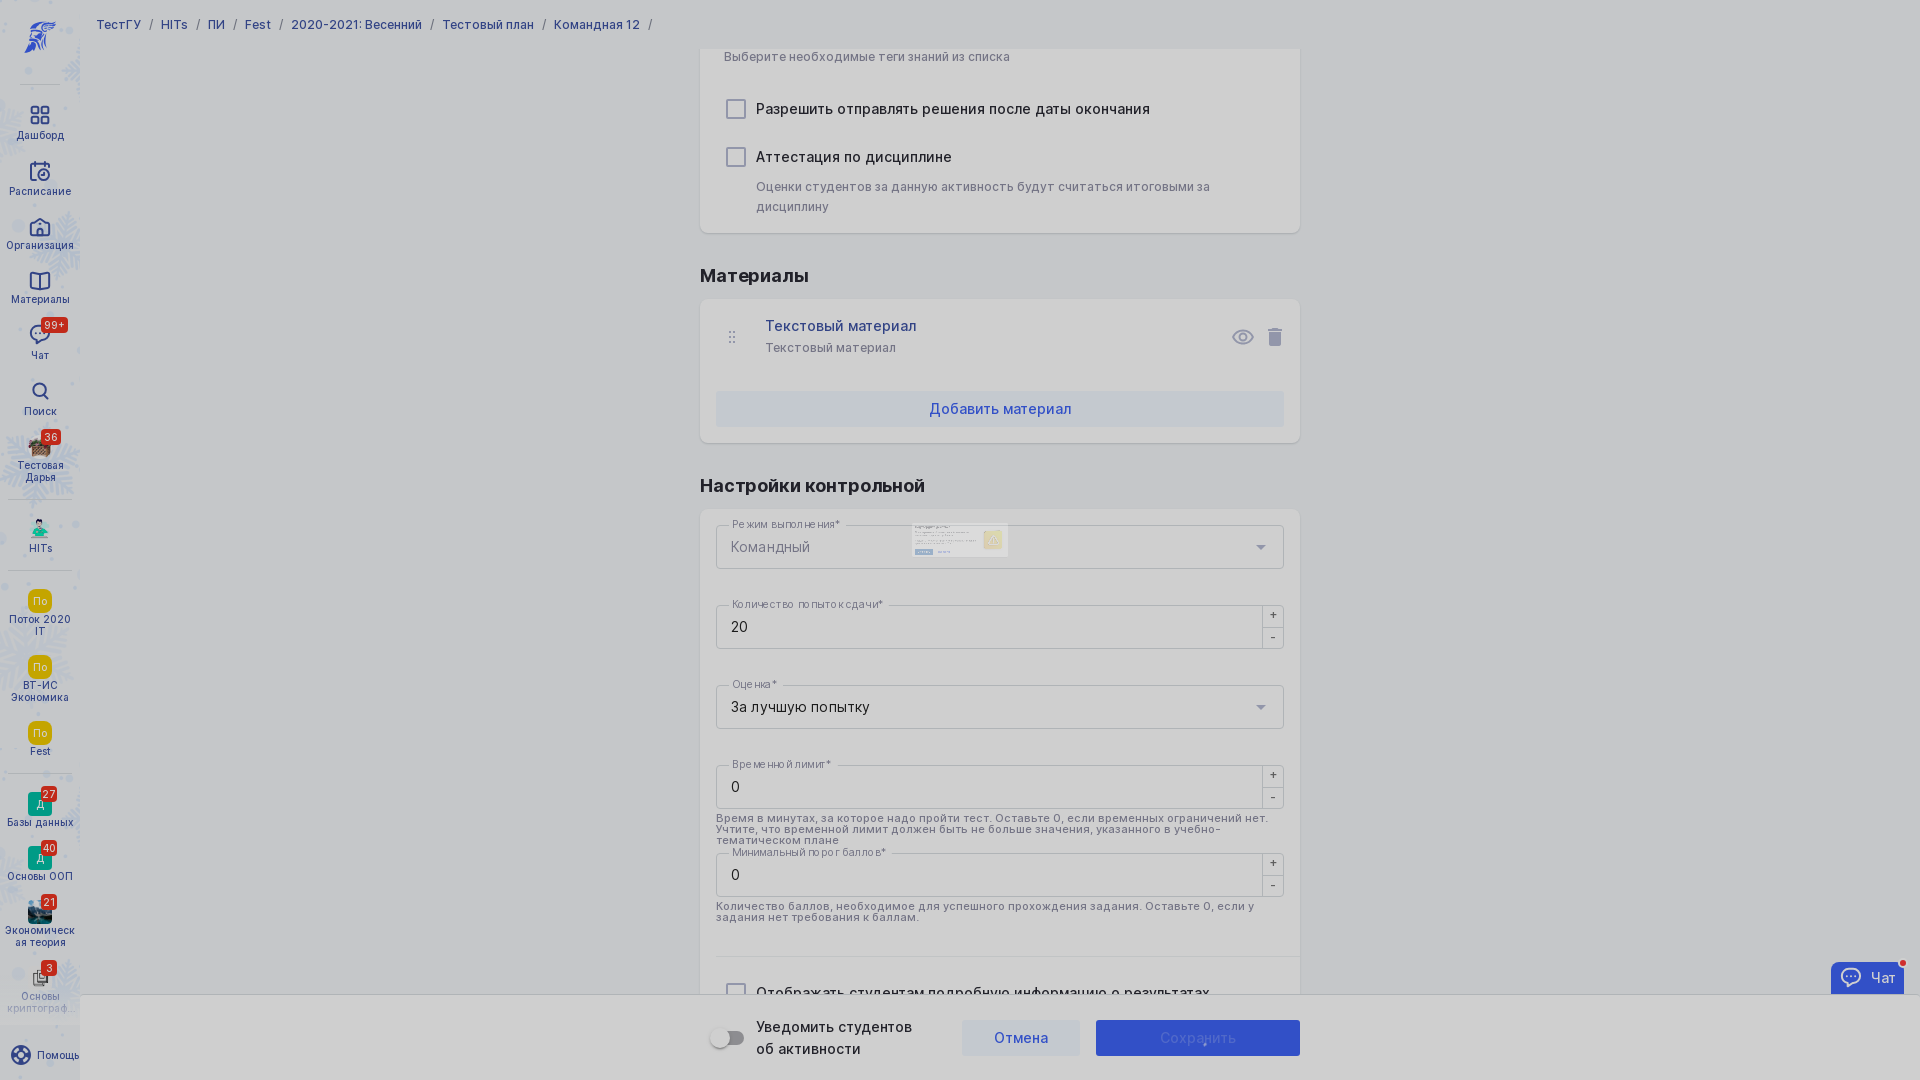 ТестГУ / HITs / ПИ / Fest / 2020-2021: Весенний / Тестовый план / Командная 12 /
Дашборд
Расписание
Организация
Материалы
99+
Чат
Поиск
36
Тестовая
Дарья
HITs
По
Поток 2020
IT
По
ВТ-ИС
Экономика
По
Fest
27
Д
Базы данных
40
Д
Основы ООП
21
Экономическ
ая теория
3
Основы
криптограф...
Помощь
Выберите необходимые теги знаний из списка
Разрешить отправлять решения после даты окончания
Аттестация по дисциплине
Оценки студентов за данную активность будут считаться итоговыми за
дисциплину
Материалы
Текстовый материал
Текстовый материал
Добавить материал
Настройки контрольной
Режим выполнения*
Командный
Количество попыток сдачи*
20
+
-
Оценка*
За лучшую попытку
Временной лимит*
0
+
-
Время в минутах, за которое надо пройти тест. Оставьте 0, если временных ограничений нет.
Учтите, что временной лимит должен быть не больше значения, указанного в учебно-
тематическом плане
Минимальный порог баллов*
0
+
-
Количество баллов, необходимое для успешного прохождения задания. Оставьте 0, если у
задания нет требования к баллам.
Отображать студентам подробную информацию о результатах
Чат
Уведомить студентов
об активности
Отмена
Сохранить